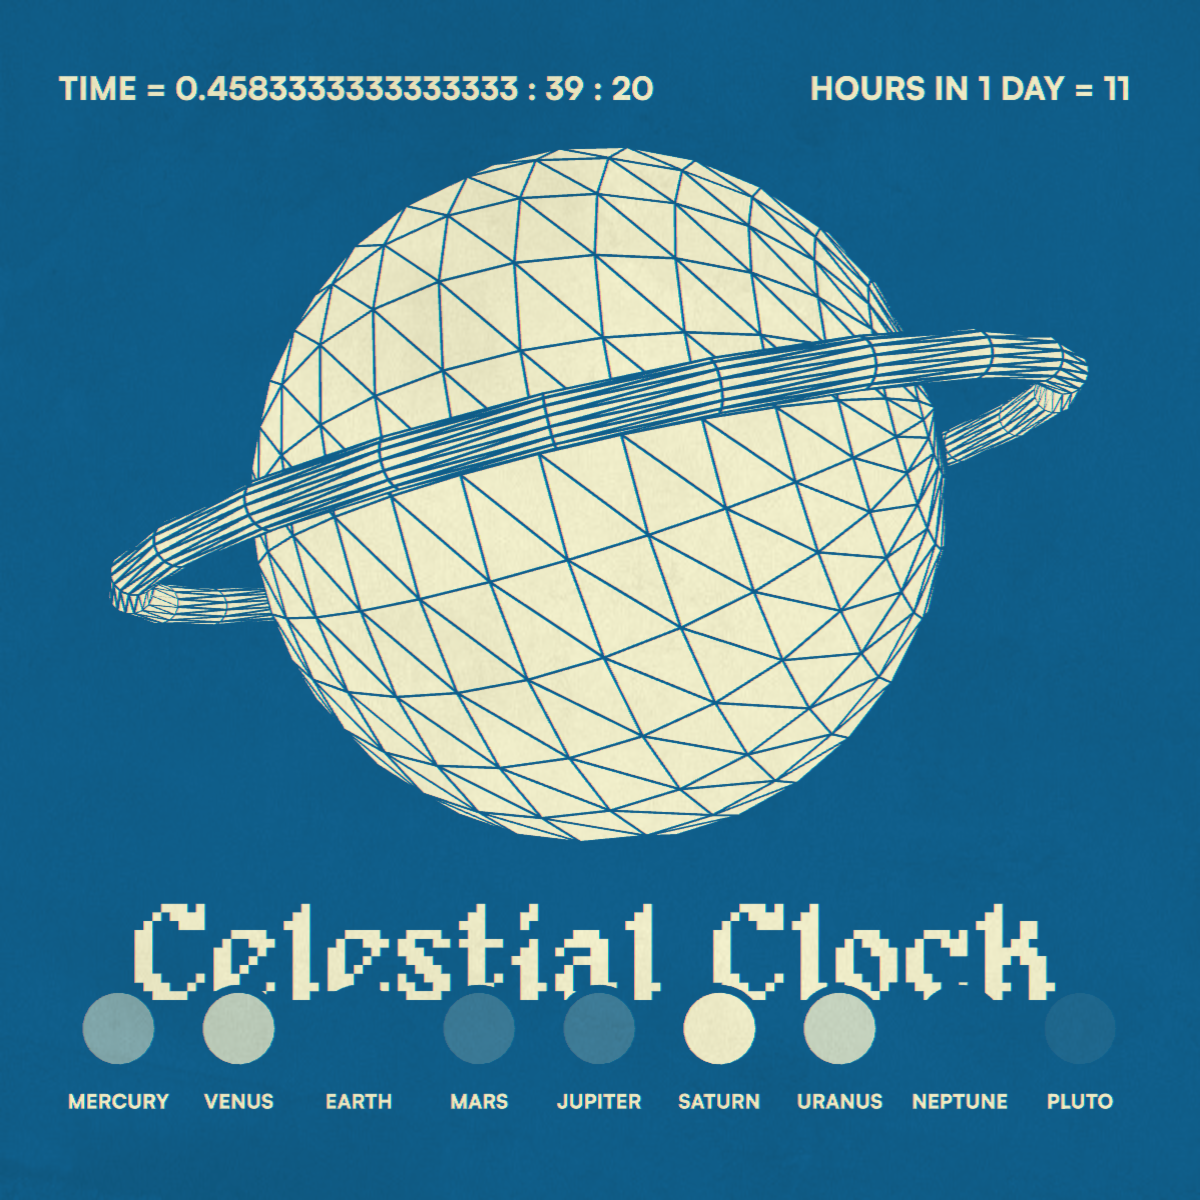 TIME = 0.4583333333333333 : 39 : 20
HOURS IN 1 DAY = 11
Celestial Clock
MERCURY VENUS EARTH MARS JUPITER SATURN URANUS NEPTUNE PLUTO